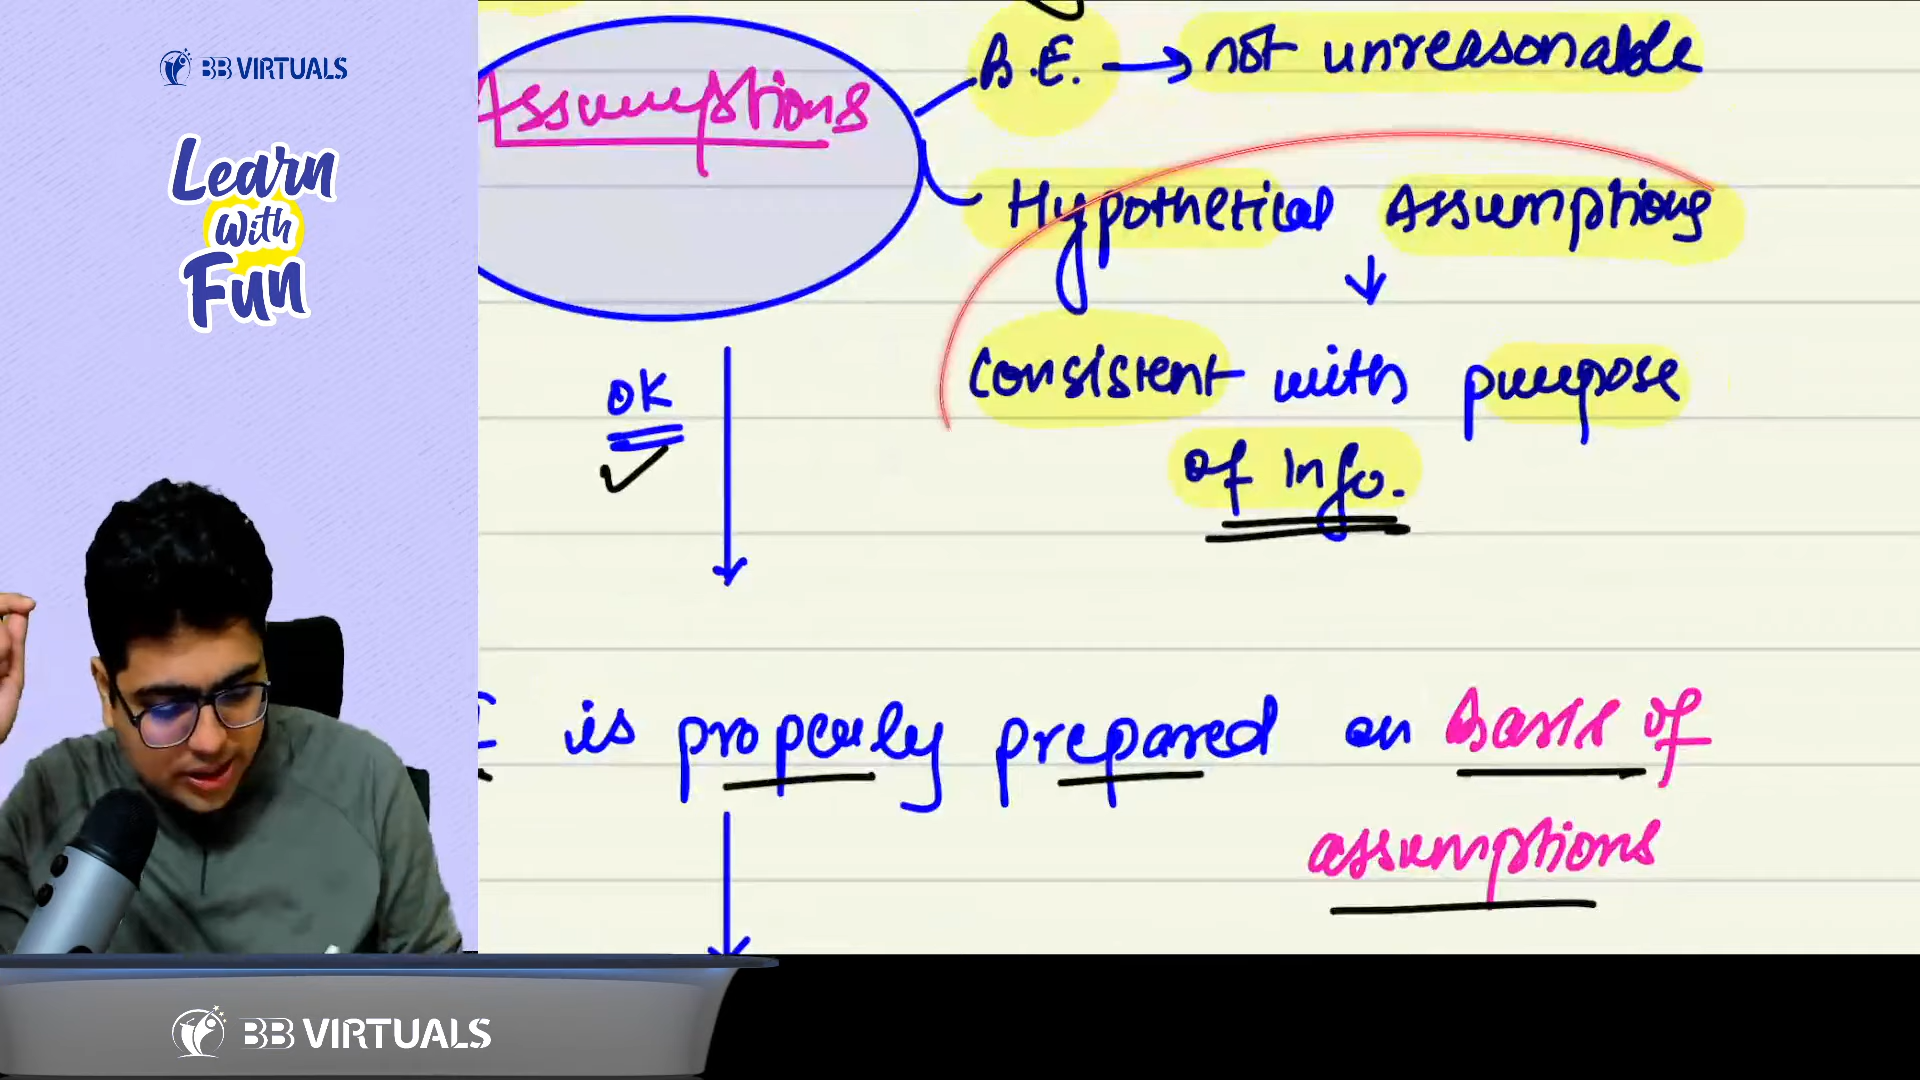 BB VIRTUALS
Learn
with
Fun
Assumptions
B.E. → not unreasonable
Hypothetical Assumptions
↓
Consistent with purpose
of Info.
OK
is properly prepared on basis of
assumptions
BB VIRTUALS